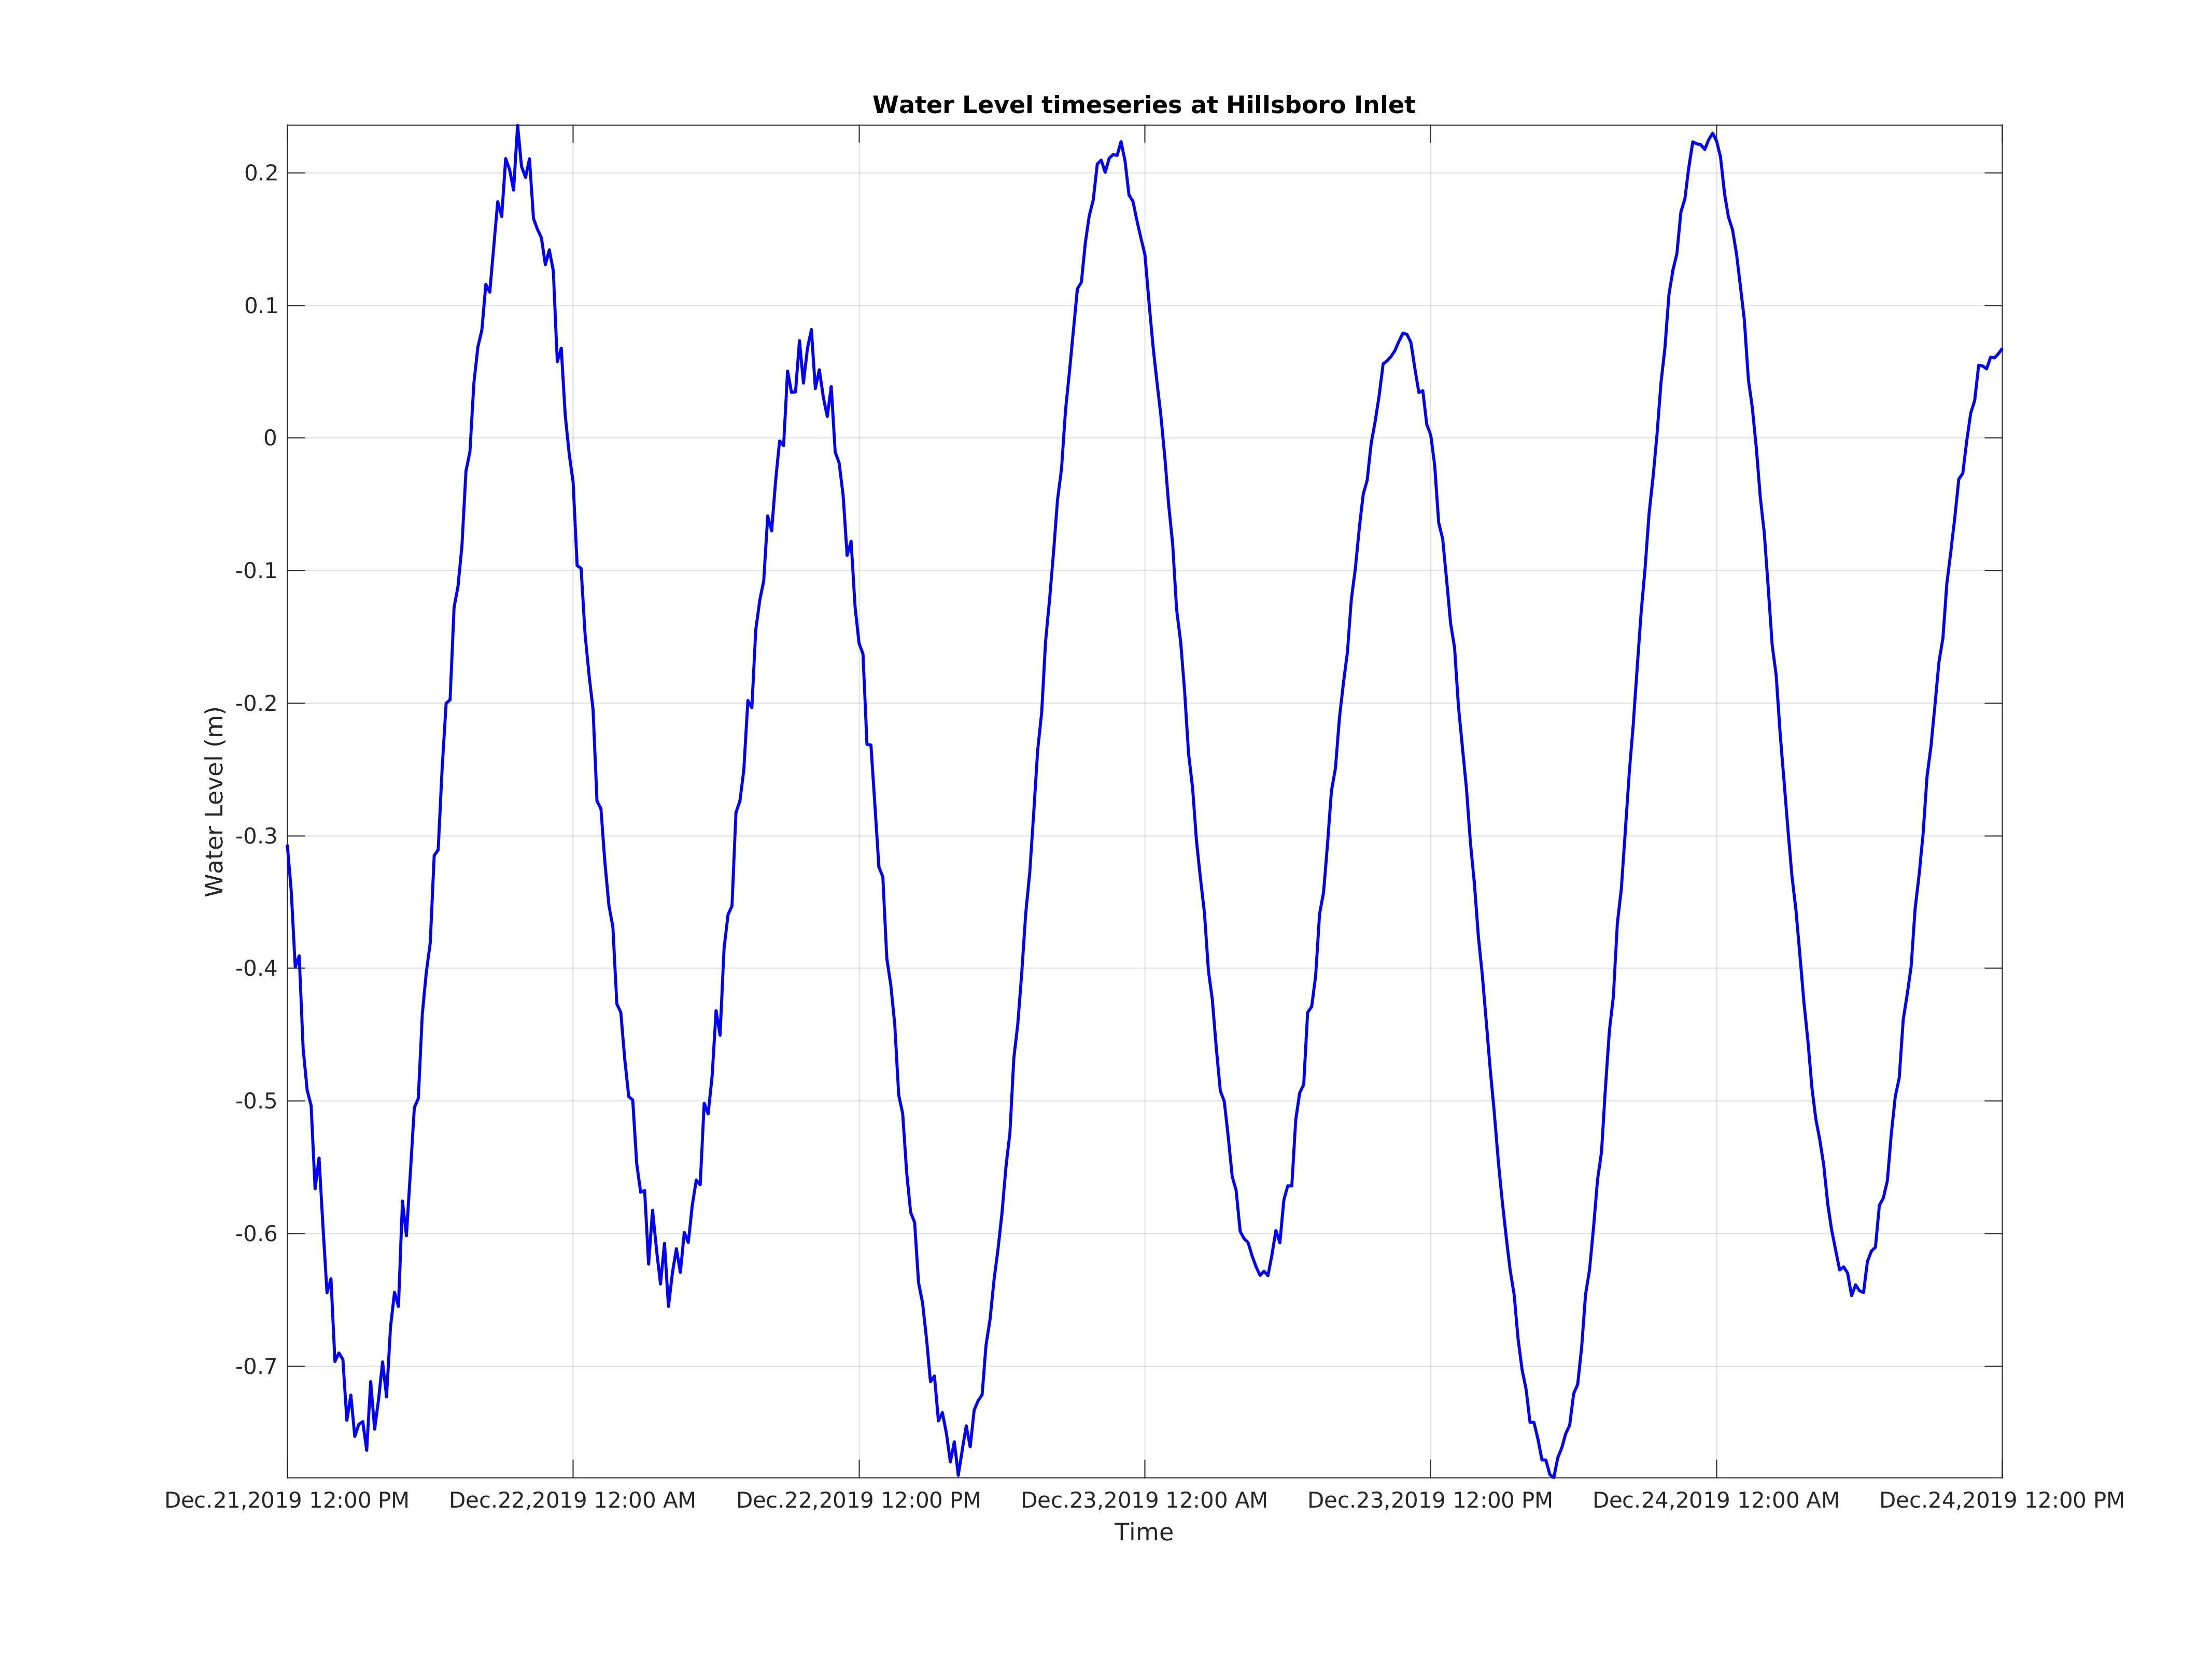 Water Level timeseries at Hillsboro Inlet
0.2
0.1
0
-0.1
-0.2
-0.3
-0.4
-0.5
-0.6
-0.7
Water Level (m)
Dec.21,2019 12:00 PM Dec.22,2019 12:00 AM Dec.22,2019 12:00 PM Dec.23,2019 12:00 AM Dec.23,2019 12:00 PM Dec.24,2019 12:00 AM Dec.24,2019 12:00 PM
Time